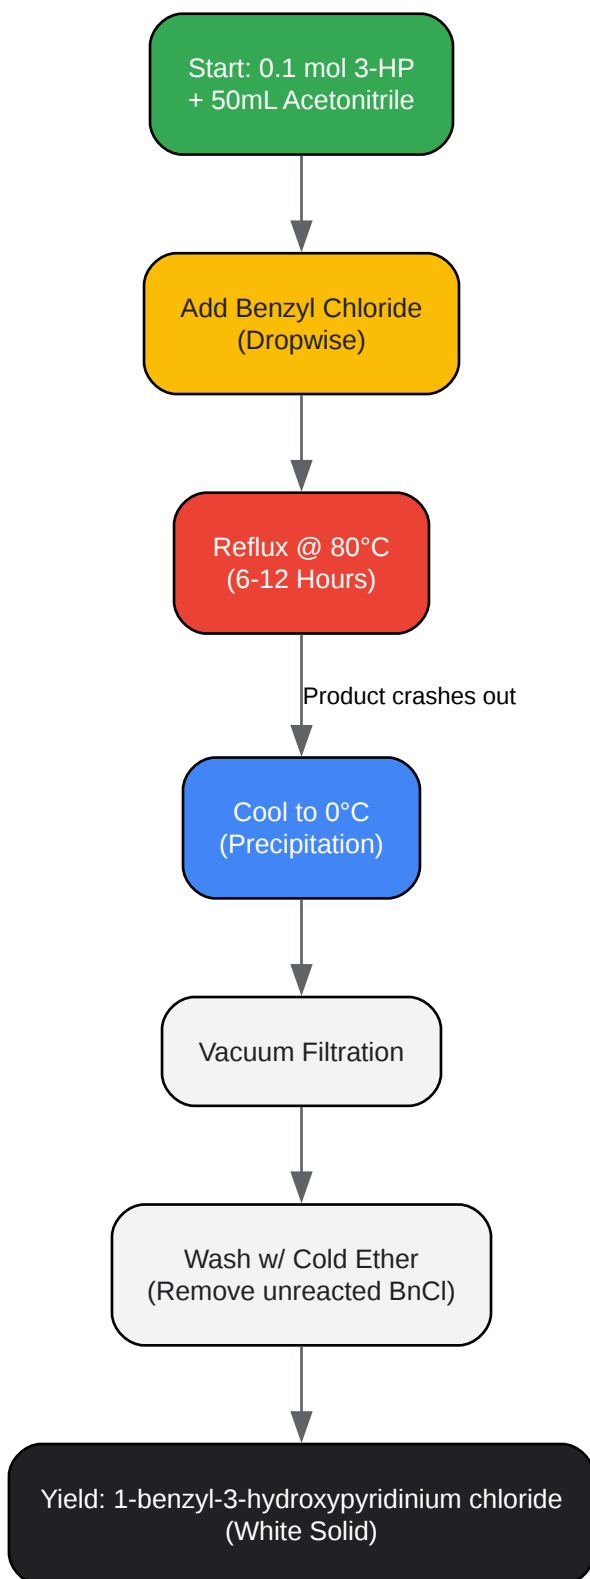 Start: 0.1 mol 3-HP
+ 50mL Acetonitrile
Add Benzyl Chloride
(Dropwise)
Reflux @ 80°C
(6-12 Hours)
Product crashes out
Cool to 0°C
(Precipitation)
Vacuum Filtration
Wash w/ Cold Ether
(Remove unreacted BnCl)
Yield: 1-benzyl-3-hydroxypyridinium chloride
(White Solid)